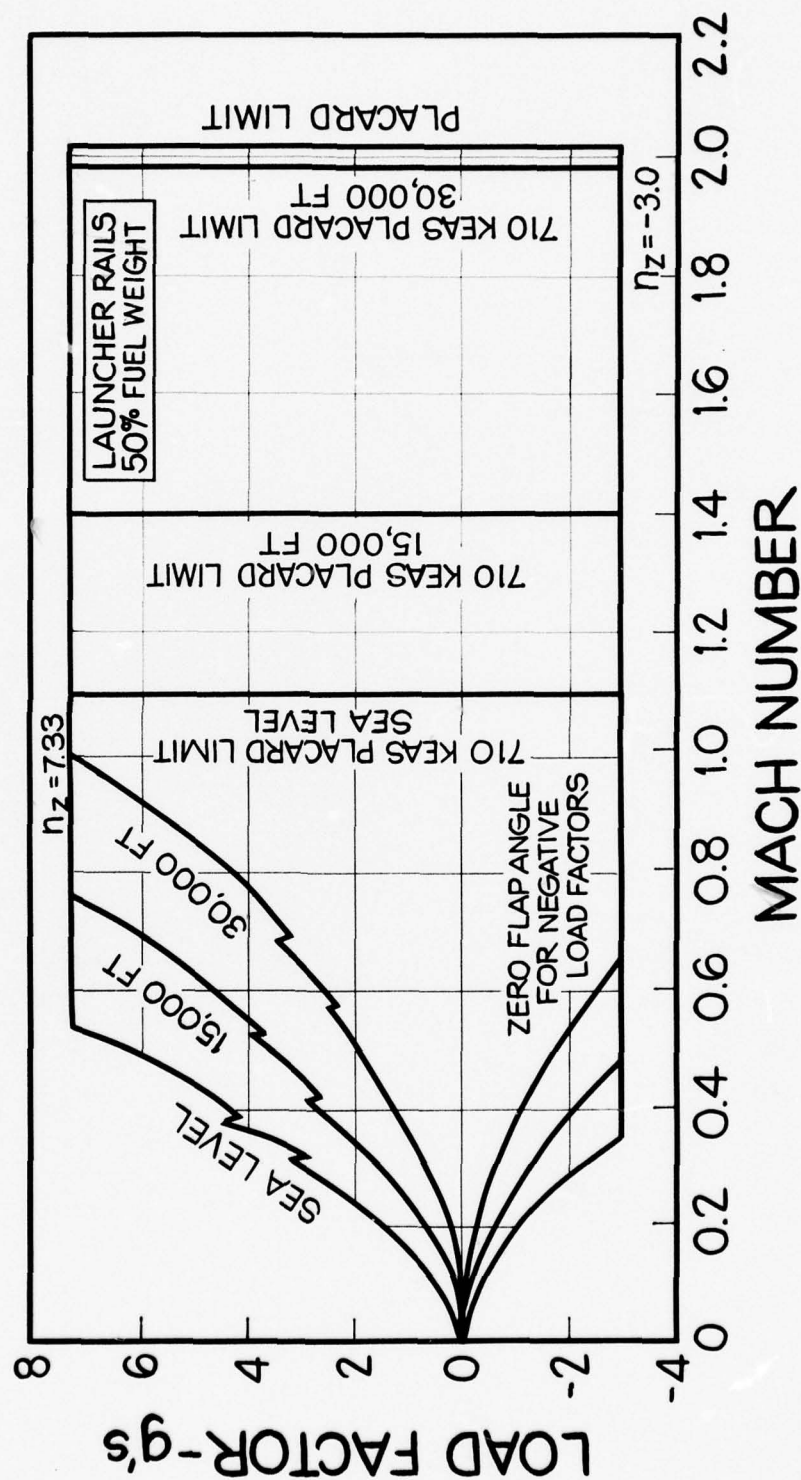 LOAD FACTOR-g's
8
6
4
2
0
-2
-4
n_z = 7.33
LAUNCHER RAILS
50% FUEL WEIGHT
SEA LEVEL
15,000 FT
30,000 FT
710 KEAS PLACARD LIMIT
SEA LEVEL
710 KEAS PLACARD LIMIT
15,000 FT
710 KEAS PLACARD LIMIT
30,000 FT
PLACARD LIMIT
ZERO FLAP ANGLE
FOR NEGATIVE
LOAD FACTORS
n_z = -3.0
0
0.2
0.4
0.6
0.8
1.0
1.2
1.4
1.6
1.8
2.0
2.2
MACH NUMBER